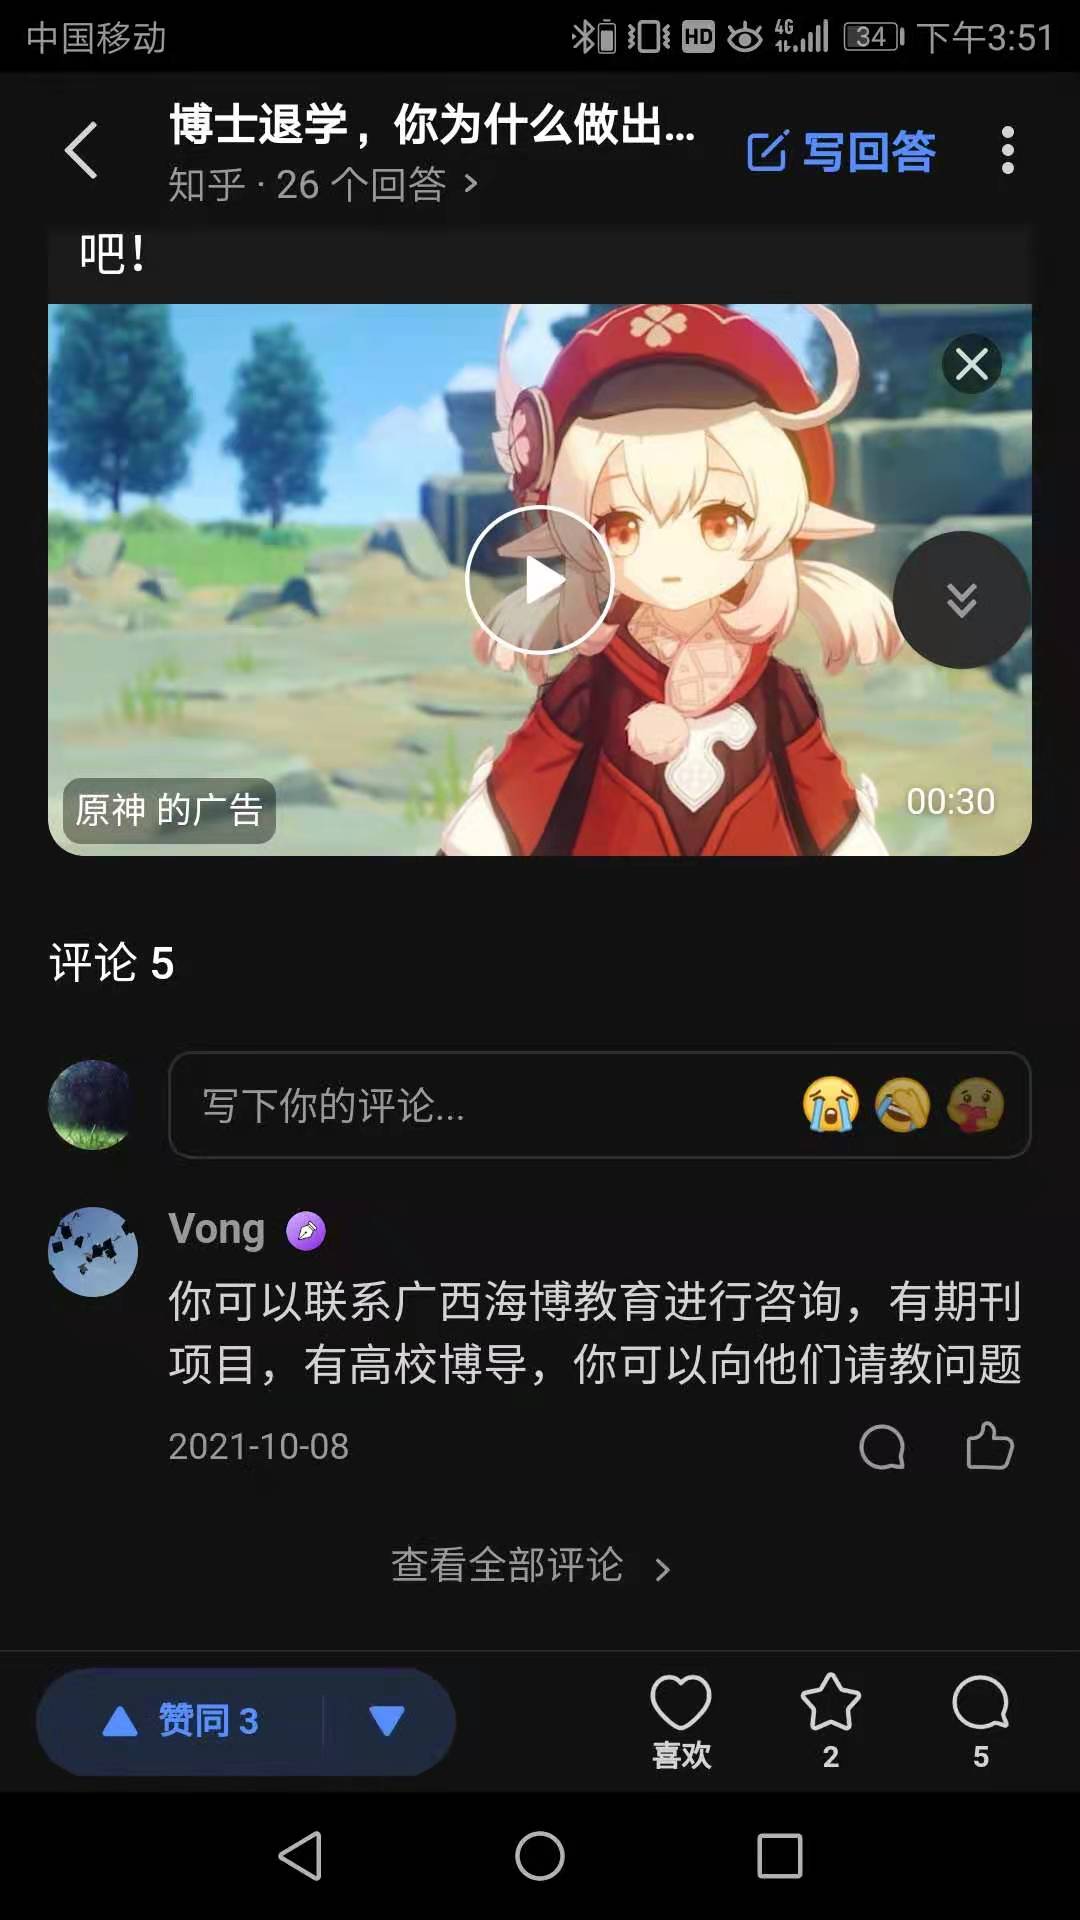 中国移动
HD 4G 34 下午3:51
博士退学，你为什么做出...
写回答
知乎 · 26 个回答 >
吧！
原神 的广告
00:30
评论 5
写下你的评论...
Vong
你可以联系广西海博教育进行咨询，有期刊
项目，有高校博导，你可以向他们请教问题
2021-10-08
查看全部评论 >
赞同 3
喜欢
2
5